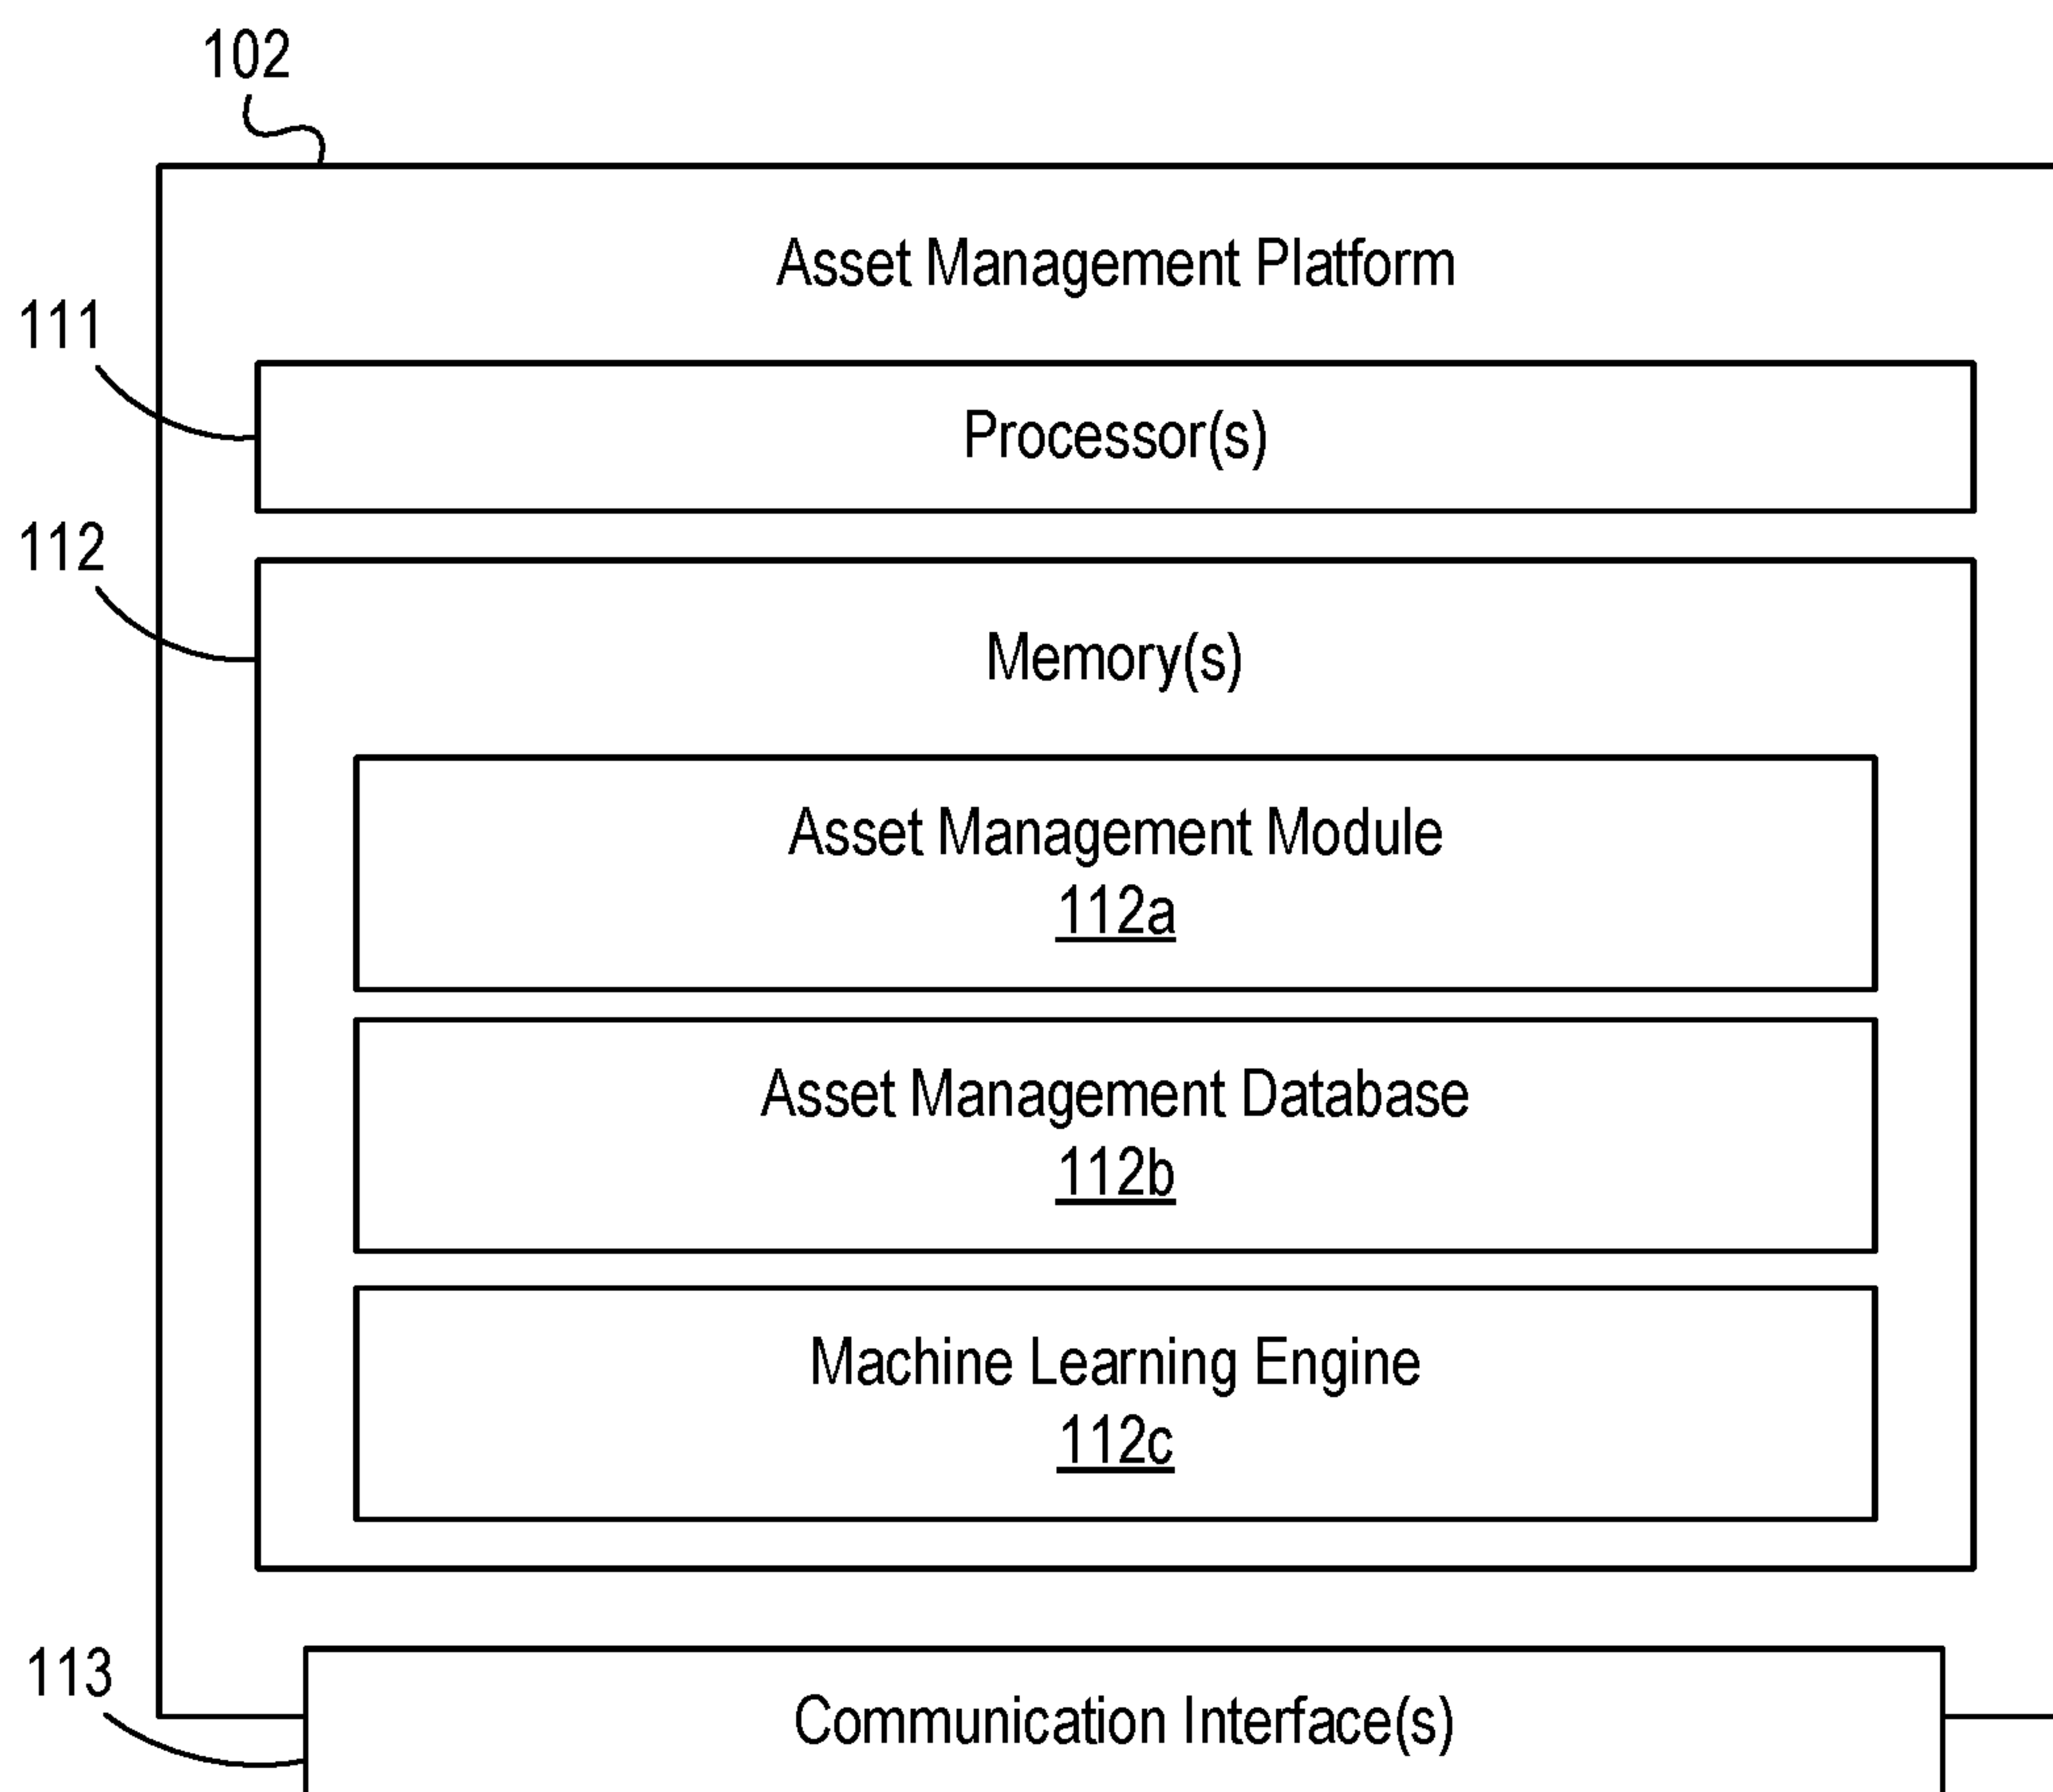 102
Asset Management Platform
111
Processor(s)
112
Memory(s)
Asset Management Module
112a
Asset Management Database
112b
Machine Learning Engine
112c
113
Communication Interface(s)